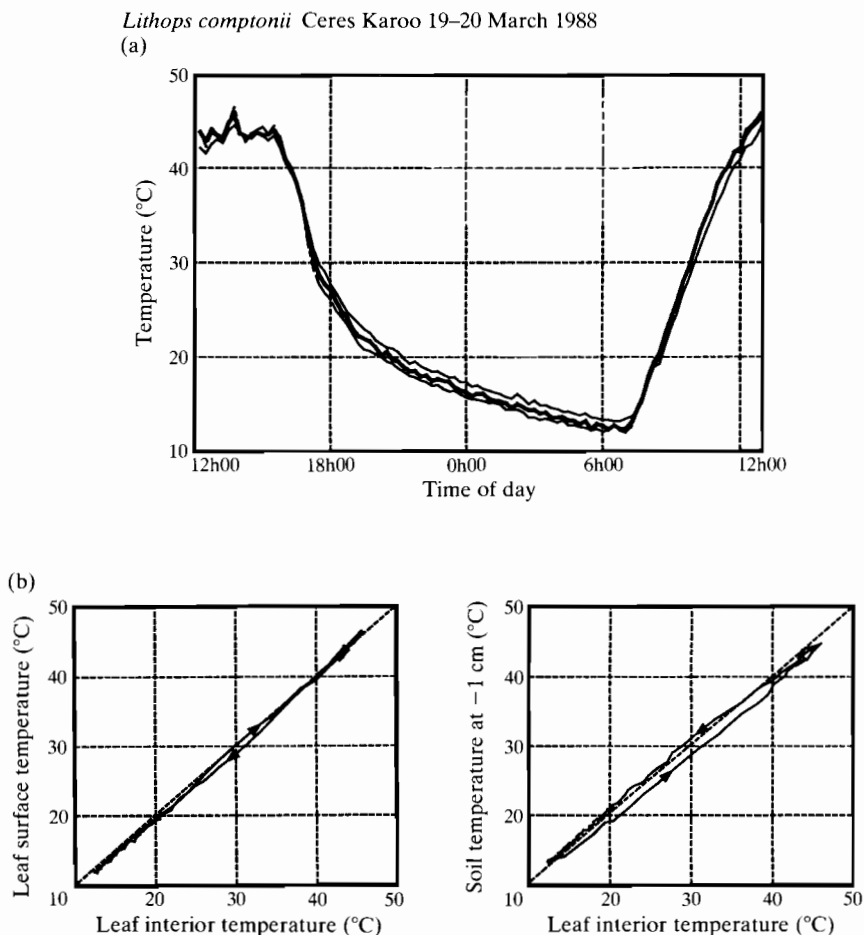 Lithops comptonii Ceres Karoo 19–20 March 1988
(a)
Temperature (°C)
50
40
30
20
10
12h00 18h00 0h00 6h00 12h00
Time of day
(b)
Leaf surface temperature (°C)
50
40
30
20
10
20 30 40 50
Leaf interior temperature (°C)
Soil temperature at −1 cm (°C)
50
40
30
20
10
10 20 30 40 50
Leaf interior temperature (°C)